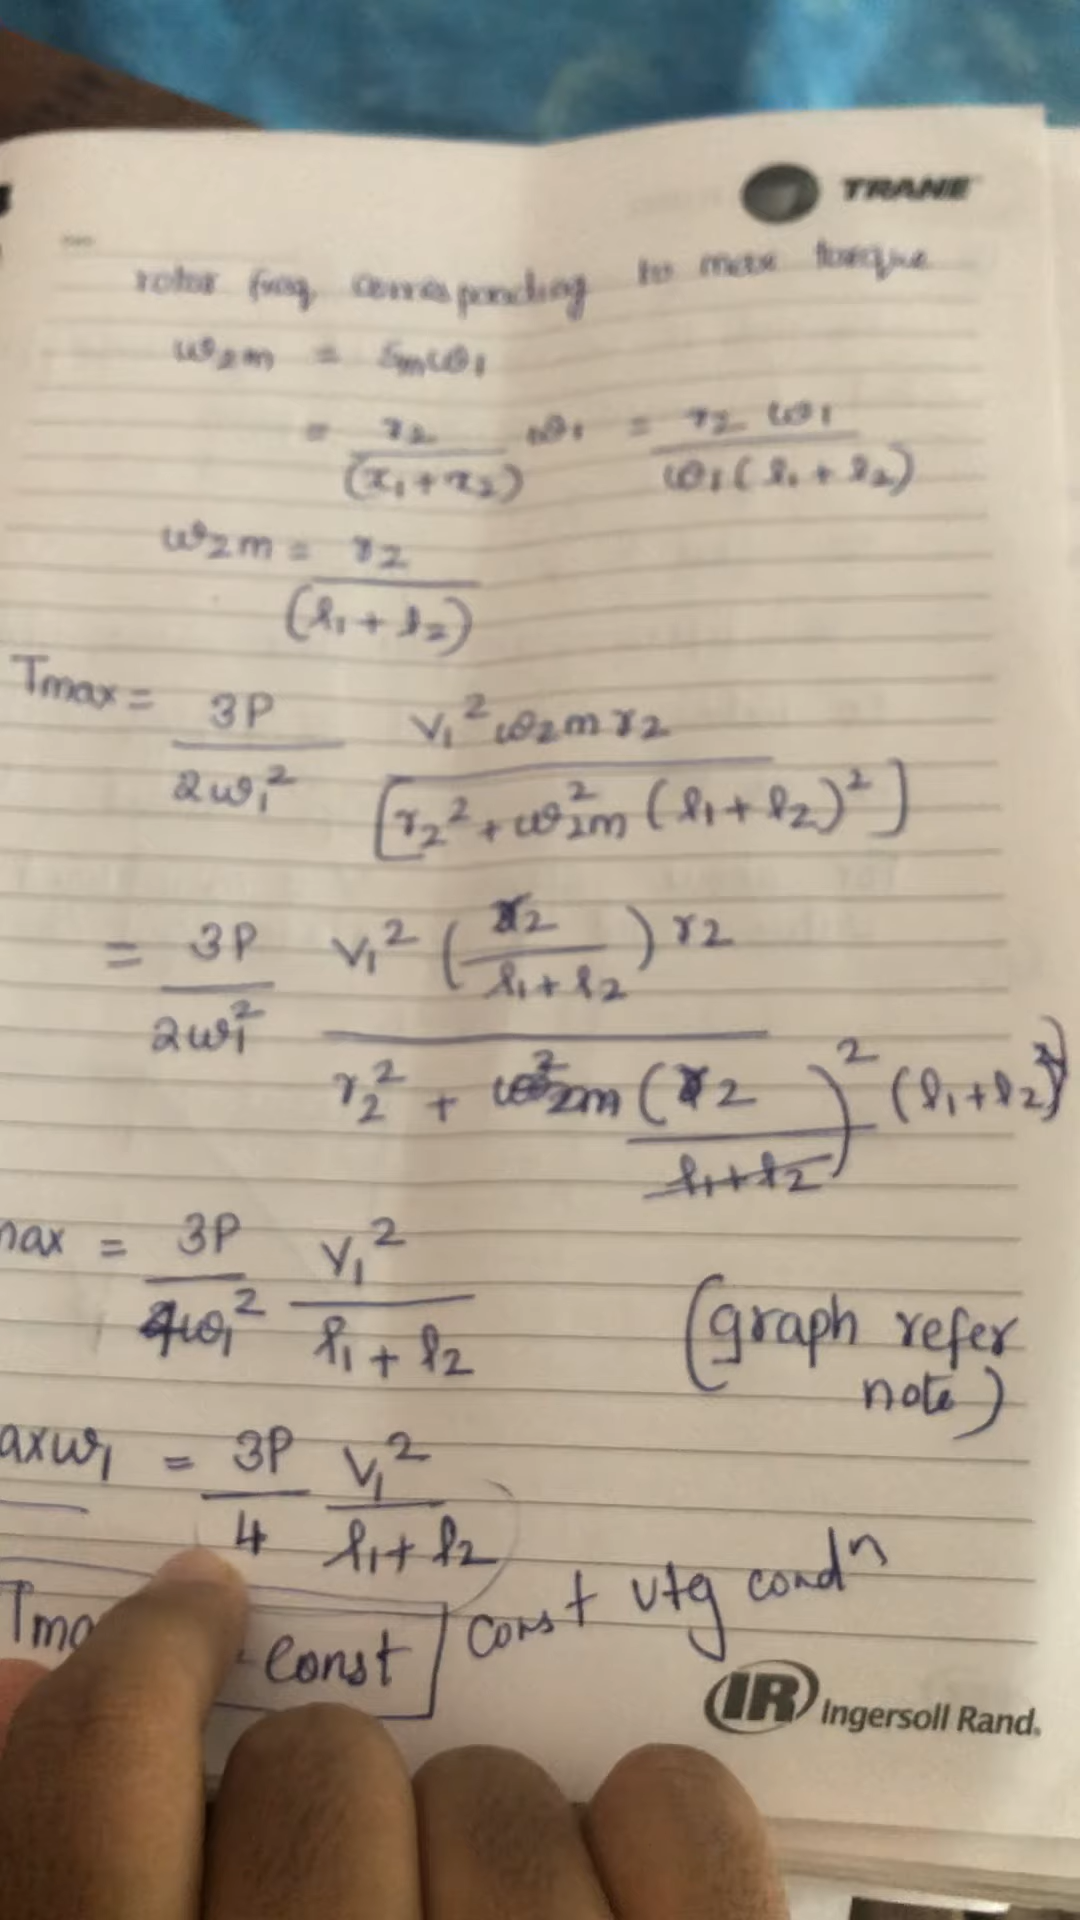 TRANE
rotor freq corresponding to max torque
ω2m = Smω1
= r2/(x1+x2) ω1 = r2 ω1/ω1(l1+l2)
ω2m = r2/(l1+l2)
Tmax = 3P/2ω1² V1²ω2m r2/[r2² + ω2m² (l1+l2)²]
= 3P/2ω1² V1² (r2/l1+l2) r2/r2² + ω2m² (r2/l1+l2)² (l1+l2)²
max = 3P/4ω1² V1²/l1+l2
(graph refer
note)
axω1 = 3P/4 V1²/l1+l2
Const const vtg condn
IR Ingersoll Rand.